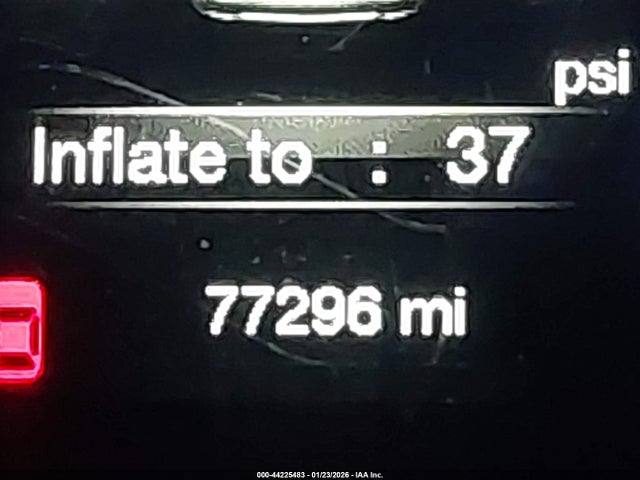 psi
Inflate to : 37
77296 mi
000-44225483 - 01/23/2026 - IAA Inc.